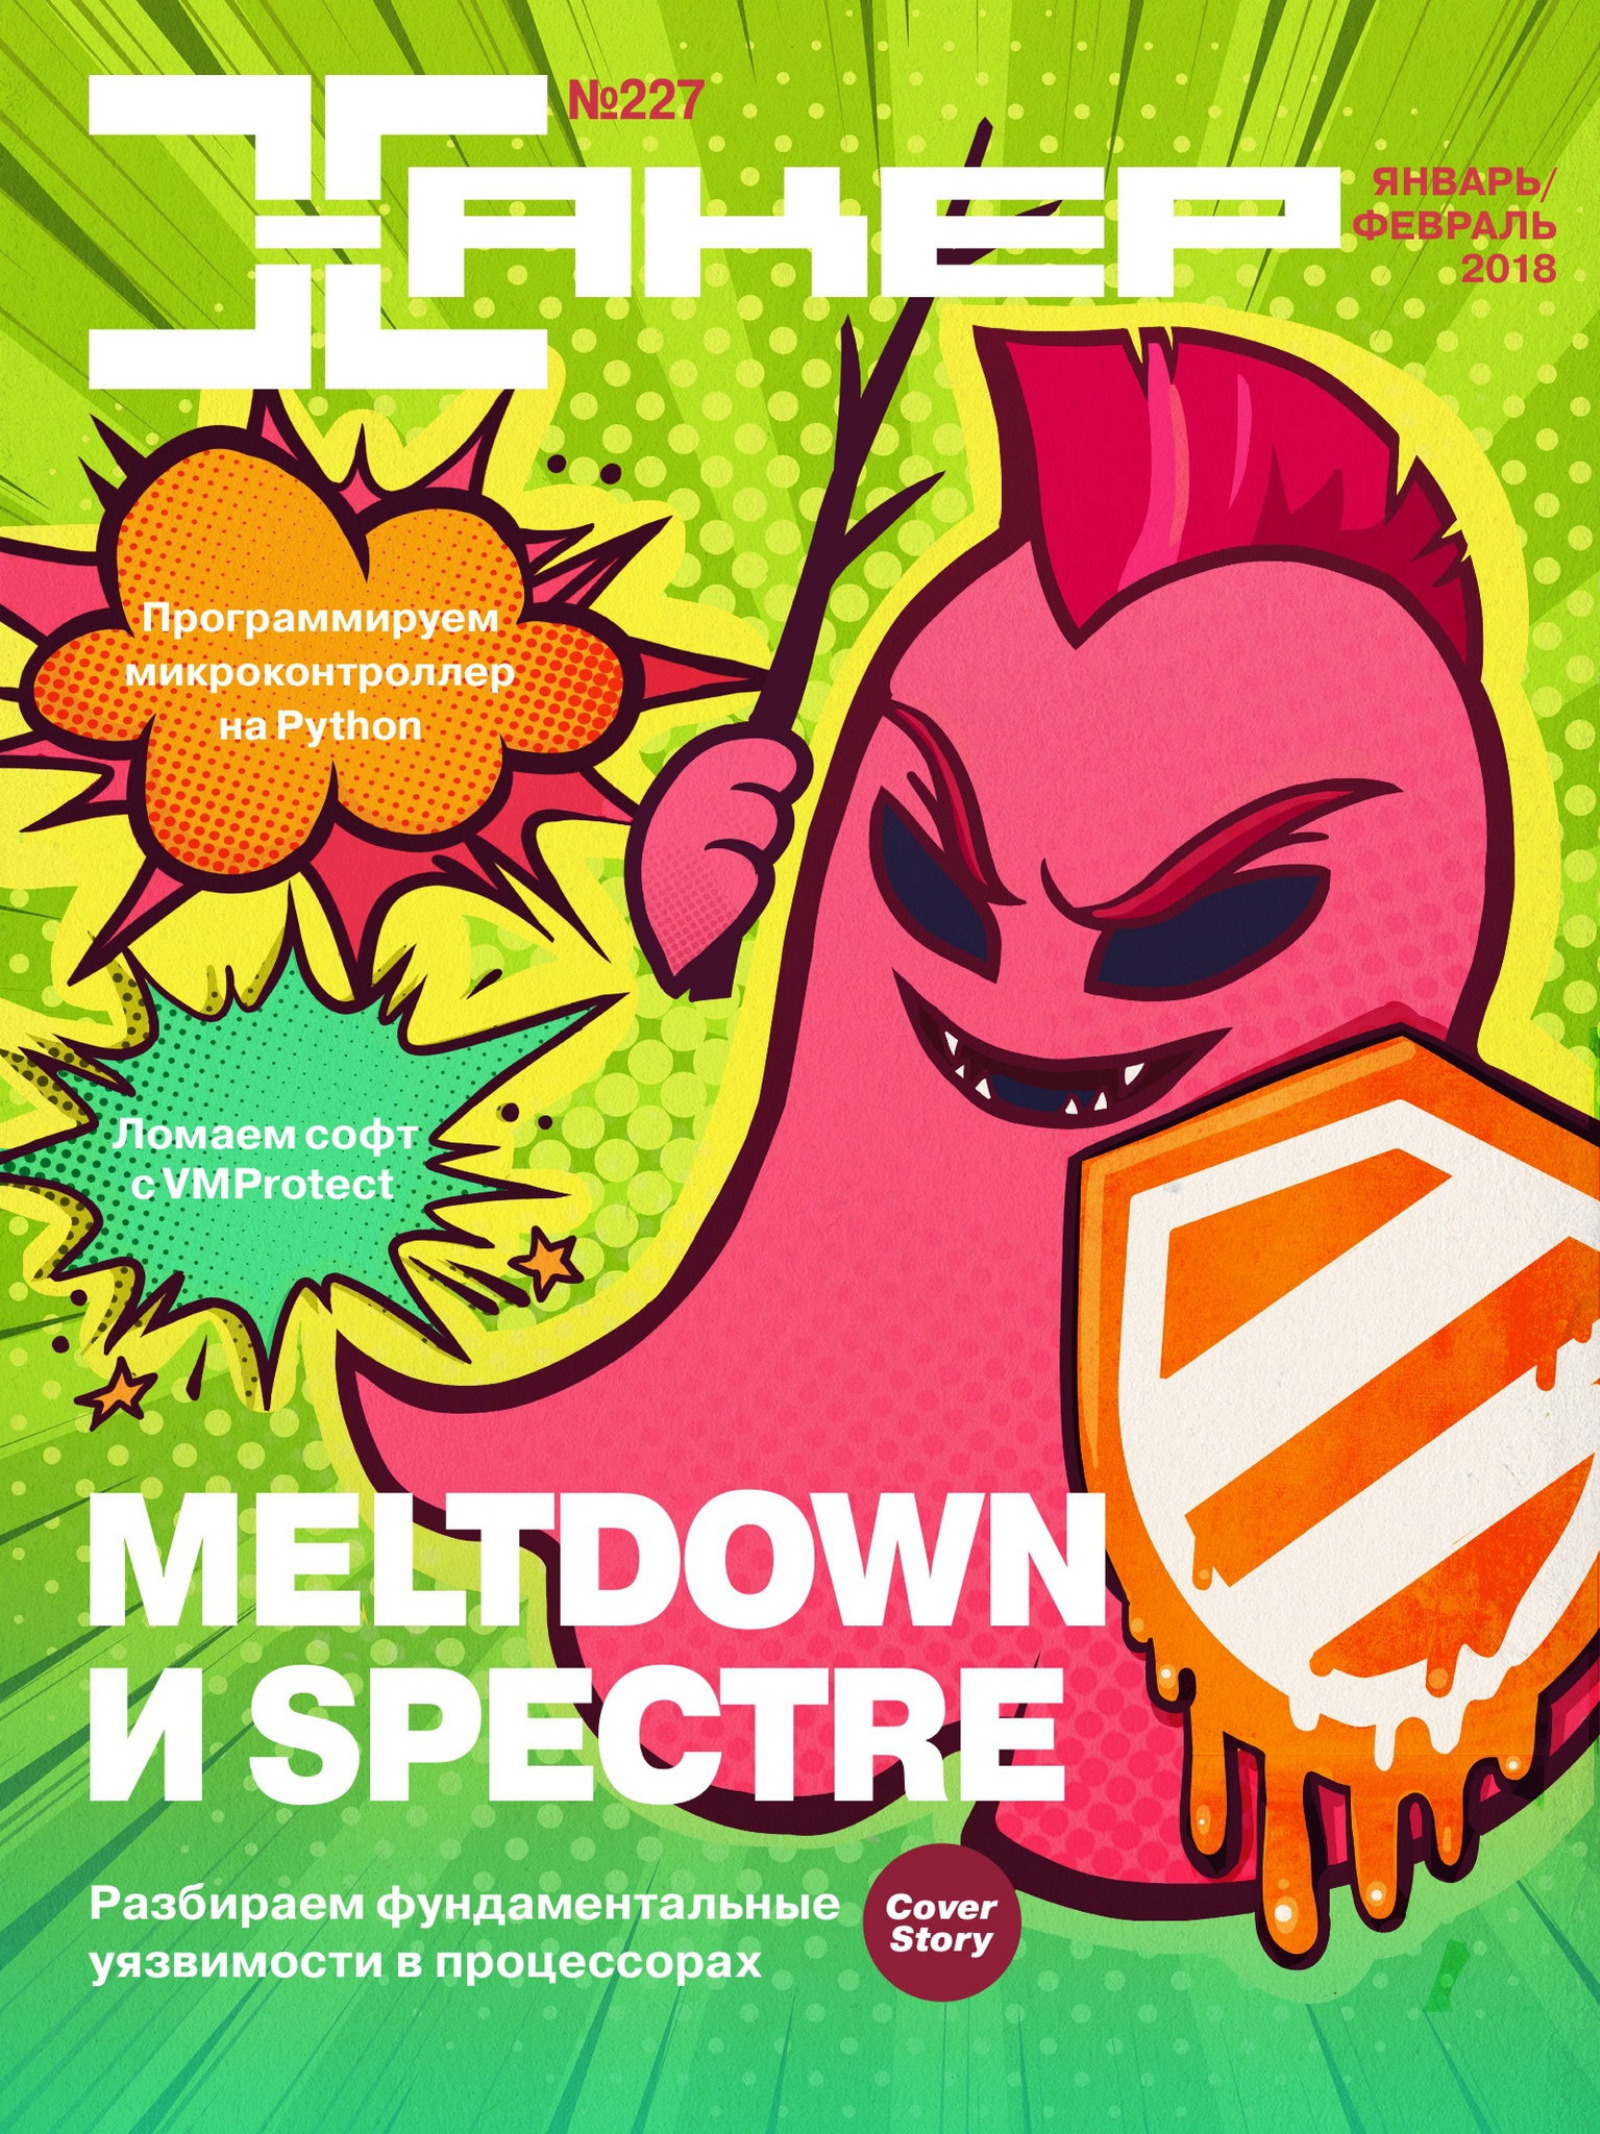 №227
ХАКЕР
ЯНВАРЬ/
ФЕВРАЛЬ
2018
Программируем
микроконтроллер
на Python
Ломаем софт
с VMProtect
MELTDOWN
И SPECTRE
Разбираем фундаментальные
уязвимости в процессорах
Cover
Story